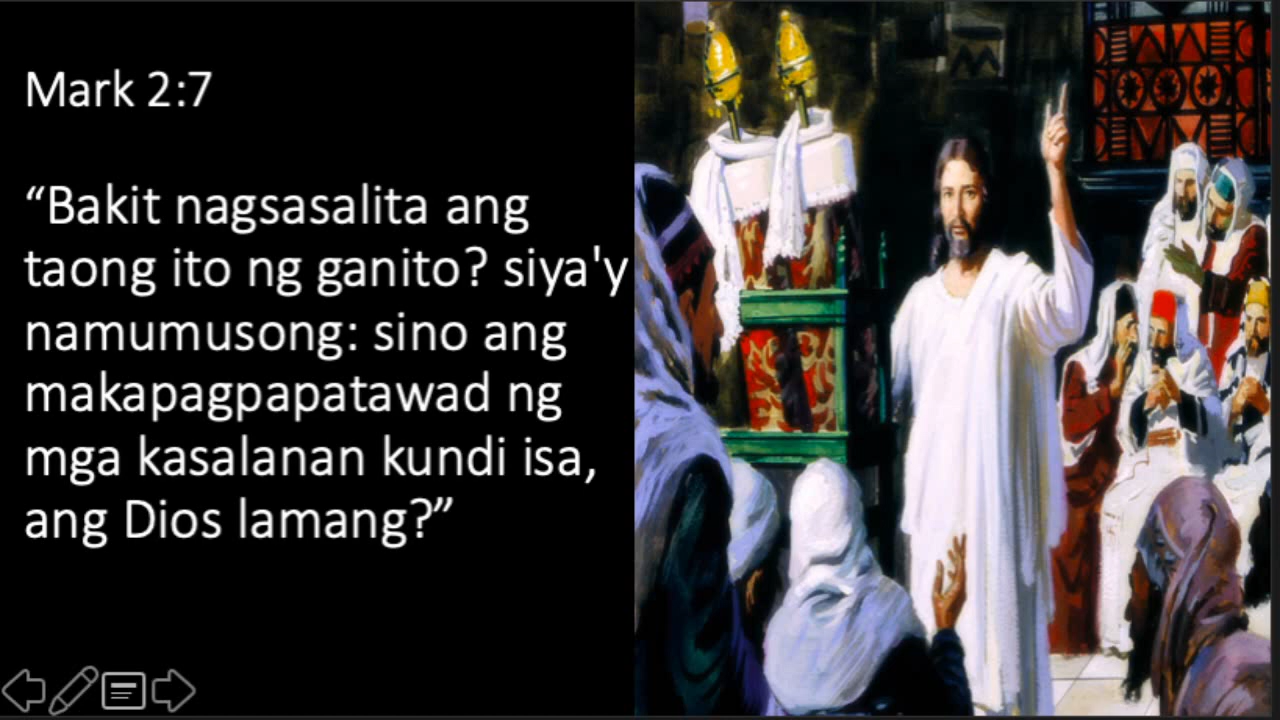 Mark 2:7
“Bakit nagsasalita ang
taong ito ng ganito? siya'y
namumusong: sino ang
makapagpapatawad ng
mga kasalanan kundi isa,
ang Dios lamang?”